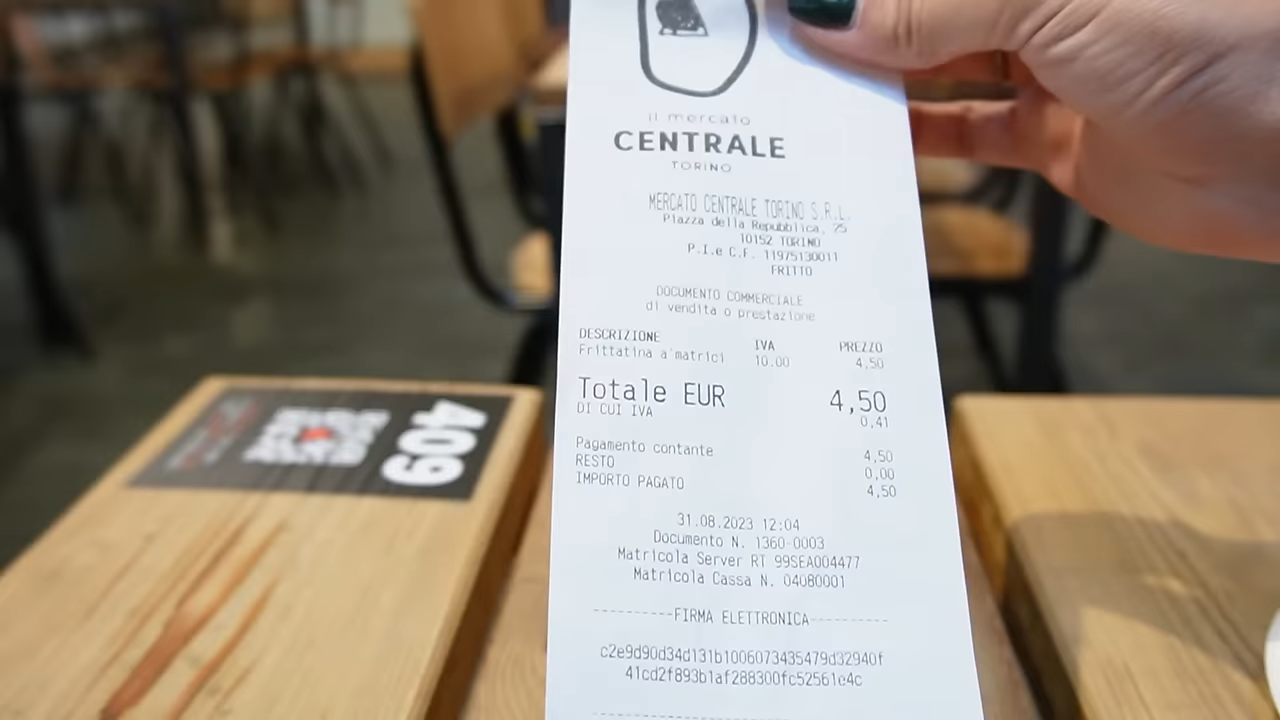 il mercato
CENTRALE
TORINO
MERCATO CENTRALE TORINO S.R.L.
Piazza della Repubblica, 25
10152 TORINO
P.I.e C.F. 11975130011
FRITTO
DOCUMENTO COMMERCIALE
di vendita o prestazione
DESCRIZIONE IVA PREZZO
Frittatina a'matrici 10.00 4,50
Totale EUR 4,50
DI CUI IVA 0,41
Pagamento contante 4,50
RESTO 0,00
IMPORTO PAGATO 4,50
31.08.2023 12:04
Documento N. 1360-0003
Matricola Server RT 99SEA004477
Matricola Cassa N. 04080001
----------FIRMA ELETTRONICA----------
c2e9d90d34d131b1006073435479d32940f
41cd2f893b1af288300fc52561e4c
409